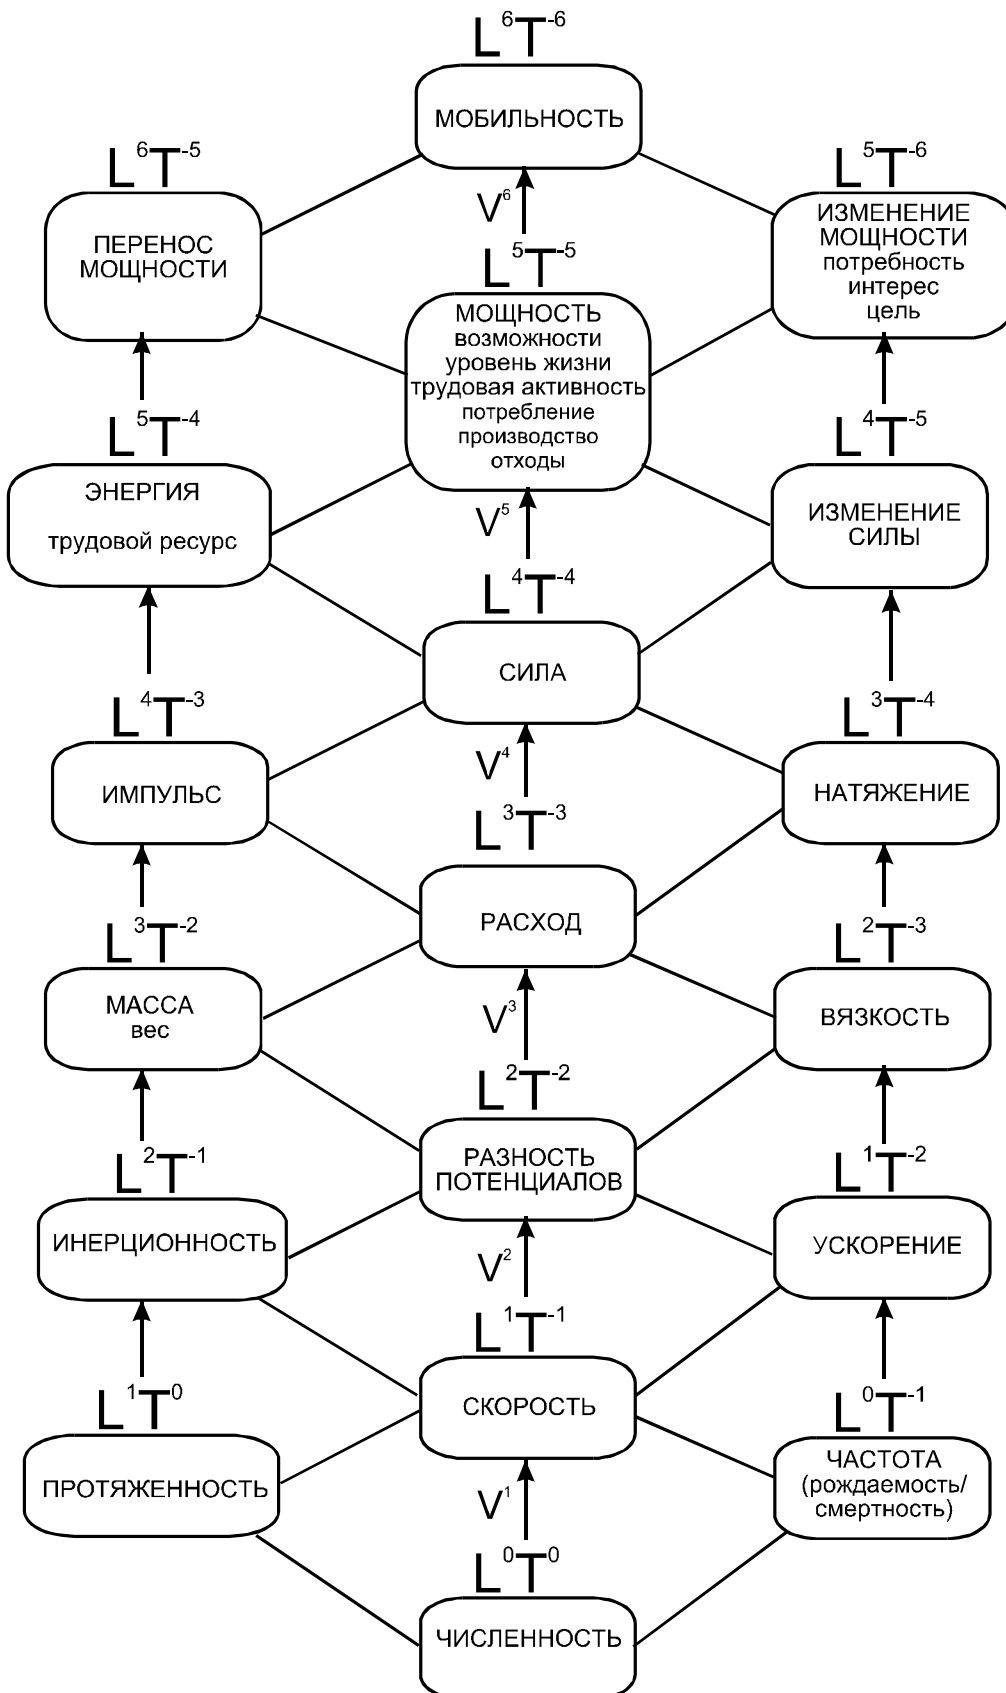 L⁶T⁻⁶
МОБИЛЬНОСТЬ
L⁶T⁻⁵
L⁵T⁻⁶
V⁶
ПЕРЕНОС
МОЩНОСТИ
ИЗМЕНЕНИЕ
МОЩНОСТИ
потребность
интерес
цель
L⁵T⁻⁵
МОЩНОСТЬ
возможности
уровень жизни
трудовая активность
потребление
производство
отходы
L⁵T⁻⁴
L⁴T⁻⁵
ЭНЕРГИЯ
трудовой ресурс
V⁵
ИЗМЕНЕНИЕ
СИЛЫ
L⁴T⁻⁴
СИЛА
L⁴T⁻³
L³T⁻⁴
V⁴
ИМПУЛЬС
НАТЯЖЕНИЕ
L³T⁻³
РАСХОД
L³T⁻²
L²T⁻³
МАССА
вес
V³
ВЯЗКОСТЬ
L²T⁻²
РАЗНОСТЬ
ПОТЕНЦИАЛОВ
L²T⁻¹
L¹T⁻²
ИНЕРЦИОННОСТЬ
V²
УСКОРЕНИЕ
L¹T⁻¹
СКОРОСТЬ
L¹T⁰
L⁰T⁻¹
ПРОТЯЖЕННОСТЬ
V¹
ЧАСТОТА
(рождаемость/
смертность)
L⁰T⁰
ЧИСЛЕННОСТЬ